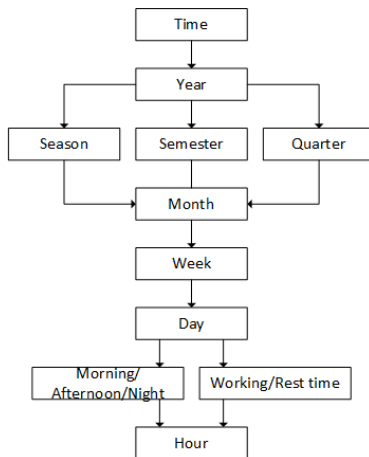 Time
Year
Season
Semester
Quarter
Month
Week
Day
Morning/
Afternoon/Night
Working/Rest time
Hour